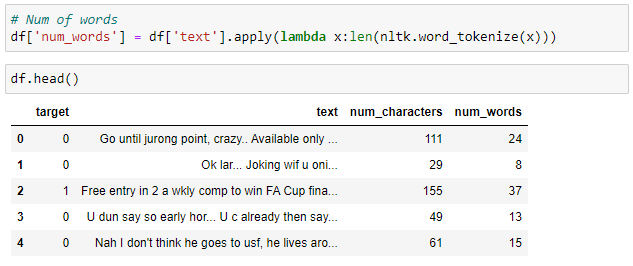 # Num of words
df['num_words'] = df['text'].apply(lambda x:len(nltk.word_tokenize(x)))
df.head()
target text num_characters num_words
0 0 Go until jurong point, crazy.. Available only ... 111 24
1 0 Ok lar... Joking wif u oni... 29 8
2 1 Free entry in 2 a wkly comp to win FA Cup fina... 155 37
3 0 U dun say so early hor... U c already then say... 49 13
4 0 Nah I don't think he goes to usf, he lives aro... 61 15